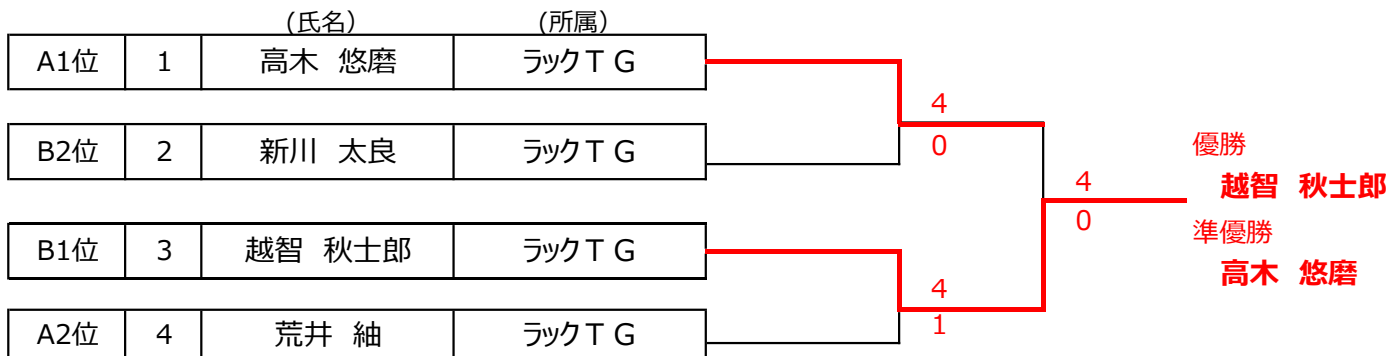 (氏名) (所属)
A1位 1 高木 悠磨 ラックＴＧ
4
0
B2位 2 新川 太良 ラックＴＧ
優勝
越智 秋士郎
4
0
準優勝
高木 悠磨
B1位 3 越智 秋士郎 ラックＴＧ
4
1
A2位 4 荒井 紬 ラックＴＧ